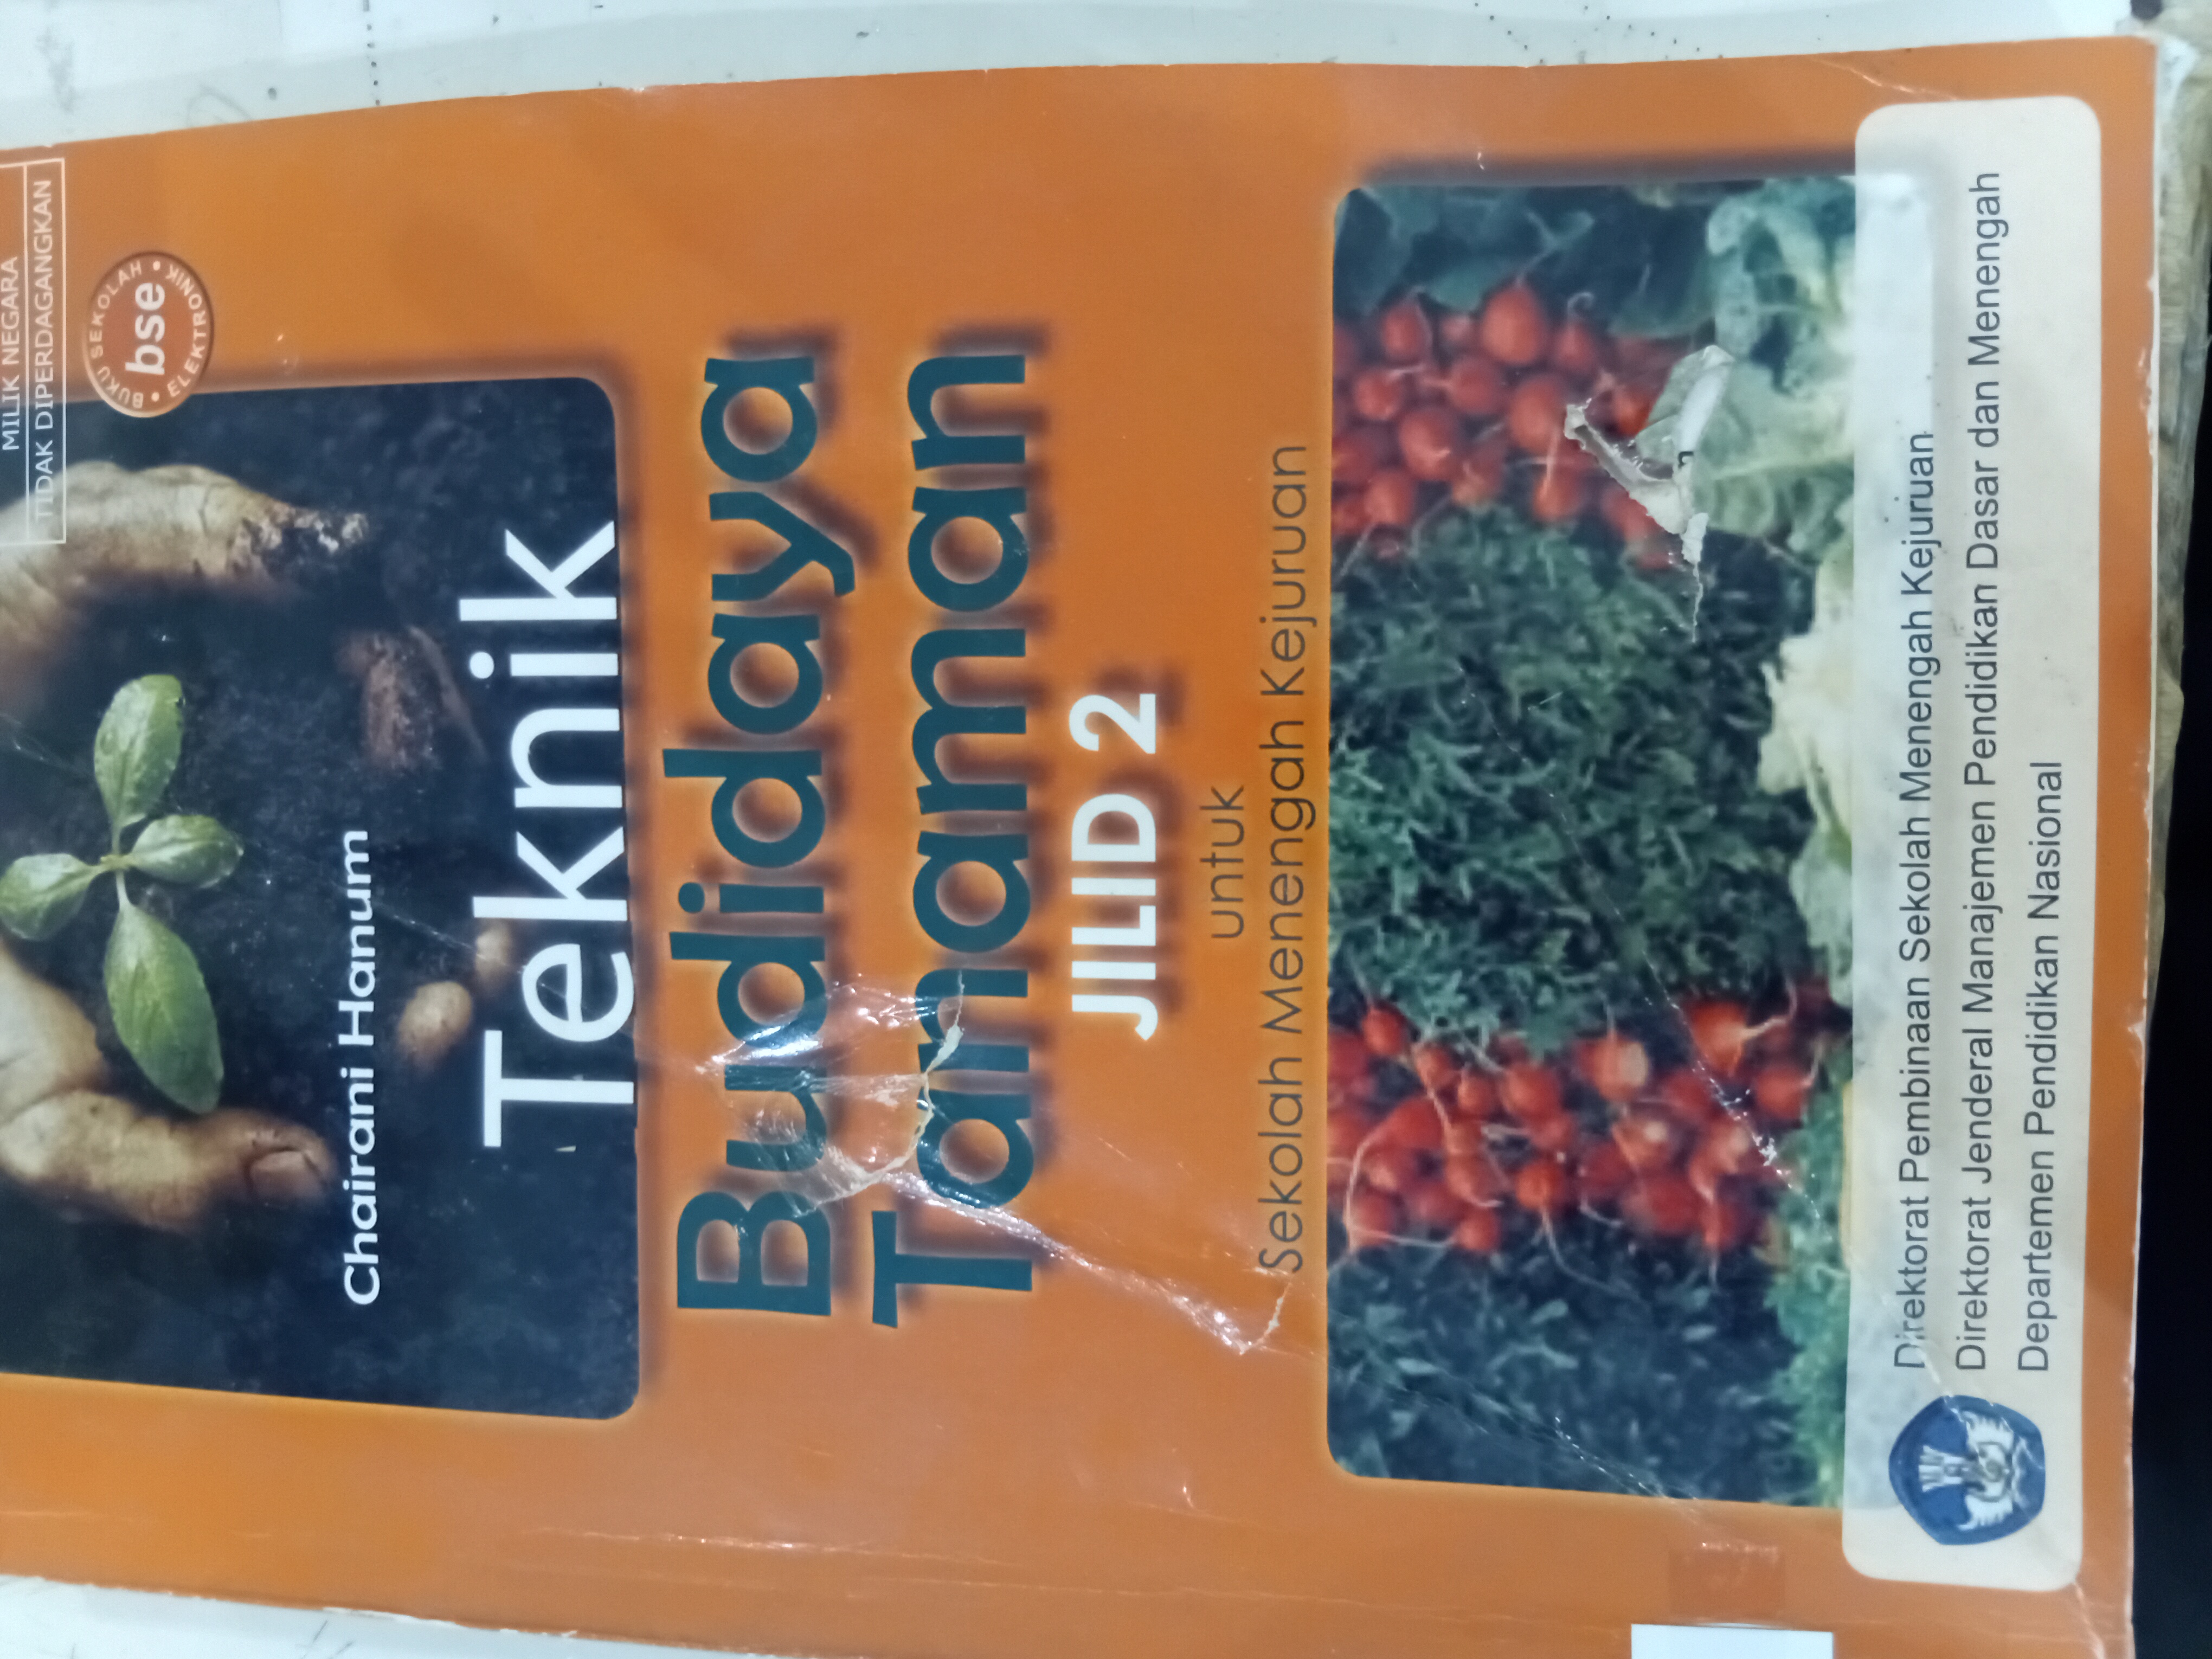 MILIK NEGARA
TIDAK DIPERDAGANGKAN
BUKU SEKOLAH
bse
ELEKTRONIK
Chairani Hanum
Teknik
Budidaya
Tanaman
JILID 2
untuk
Sekolah Menengah Kejuruan
Direktorat Pembinaan Sekolah Menengah Kejuruan
Direktorat Jenderal Manajemen Pendidikan Dasar dan Menengah
Departemen Pendidikan Nasional